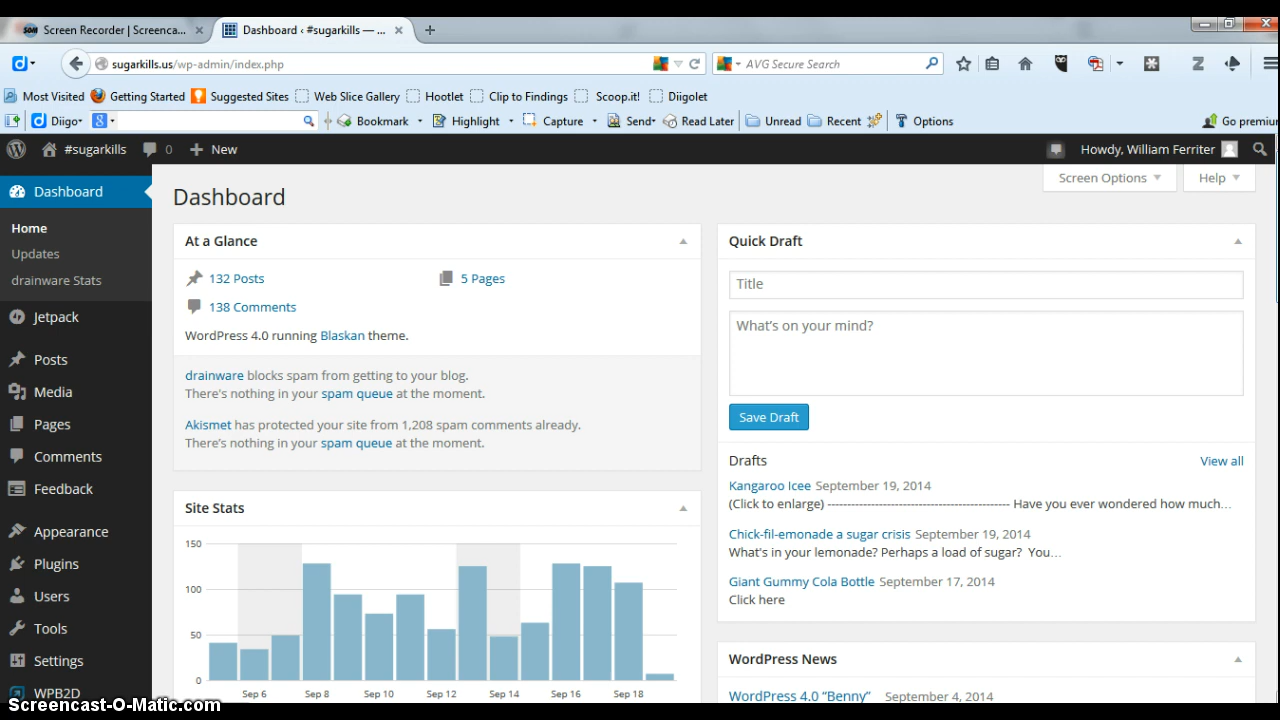 Screen Recorder | Screenca...
Dashboard ‹ #sugarkills — ...
sugarkills.us/wp-admin/index.php
AVG Secure Search
Most Visited
Getting Started
Suggested Sites
Web Slice Gallery
Hootlet
Clip to Findings
Scoop.it!
Diigolet
Diigo
Bookmark
Highlight
Capture
Send
Read Later
Unread
Recent
Options
Go premiu
#sugarkills
0
New
Howdy, William Ferriter
Screen Options
Help
Dashboard
Home
Updates
drainware Stats
Jetpack
Posts
Media
Pages
Comments
Feedback
Appearance
Plugins
Users
Tools
Settings
WPB2D
Dashboard
At a Glance
132 Posts
5 Pages
138 Comments
WordPress 4.0 running Blaskan theme.
drainware blocks spam from getting to your blog.
There's nothing in your spam queue at the moment.
Akismet has protected your site from 1,208 spam comments already.
There's nothing in your spam queue at the moment.
Site Stats
150
100
50
0
Sep 6 Sep 8 Sep 10 Sep 12 Sep 14 Sep 16 Sep 18
Quick Draft
Title
What's on your mind?
Save Draft
Drafts
View all
Kangaroo Icee September 19, 2014
(Click to enlarge) ---------------------------------------------- Have you ever wondered how much…
Chick-fil-emonade a sugar crisis September 19, 2014
What's in your lemonade? Perhaps a load of sugar? You…
Giant Gummy Cola Bottle September 17, 2014
Click here
WordPress News
WordPress 4.0 “Benny” September 4, 2014
Screencast-O-Matic.com